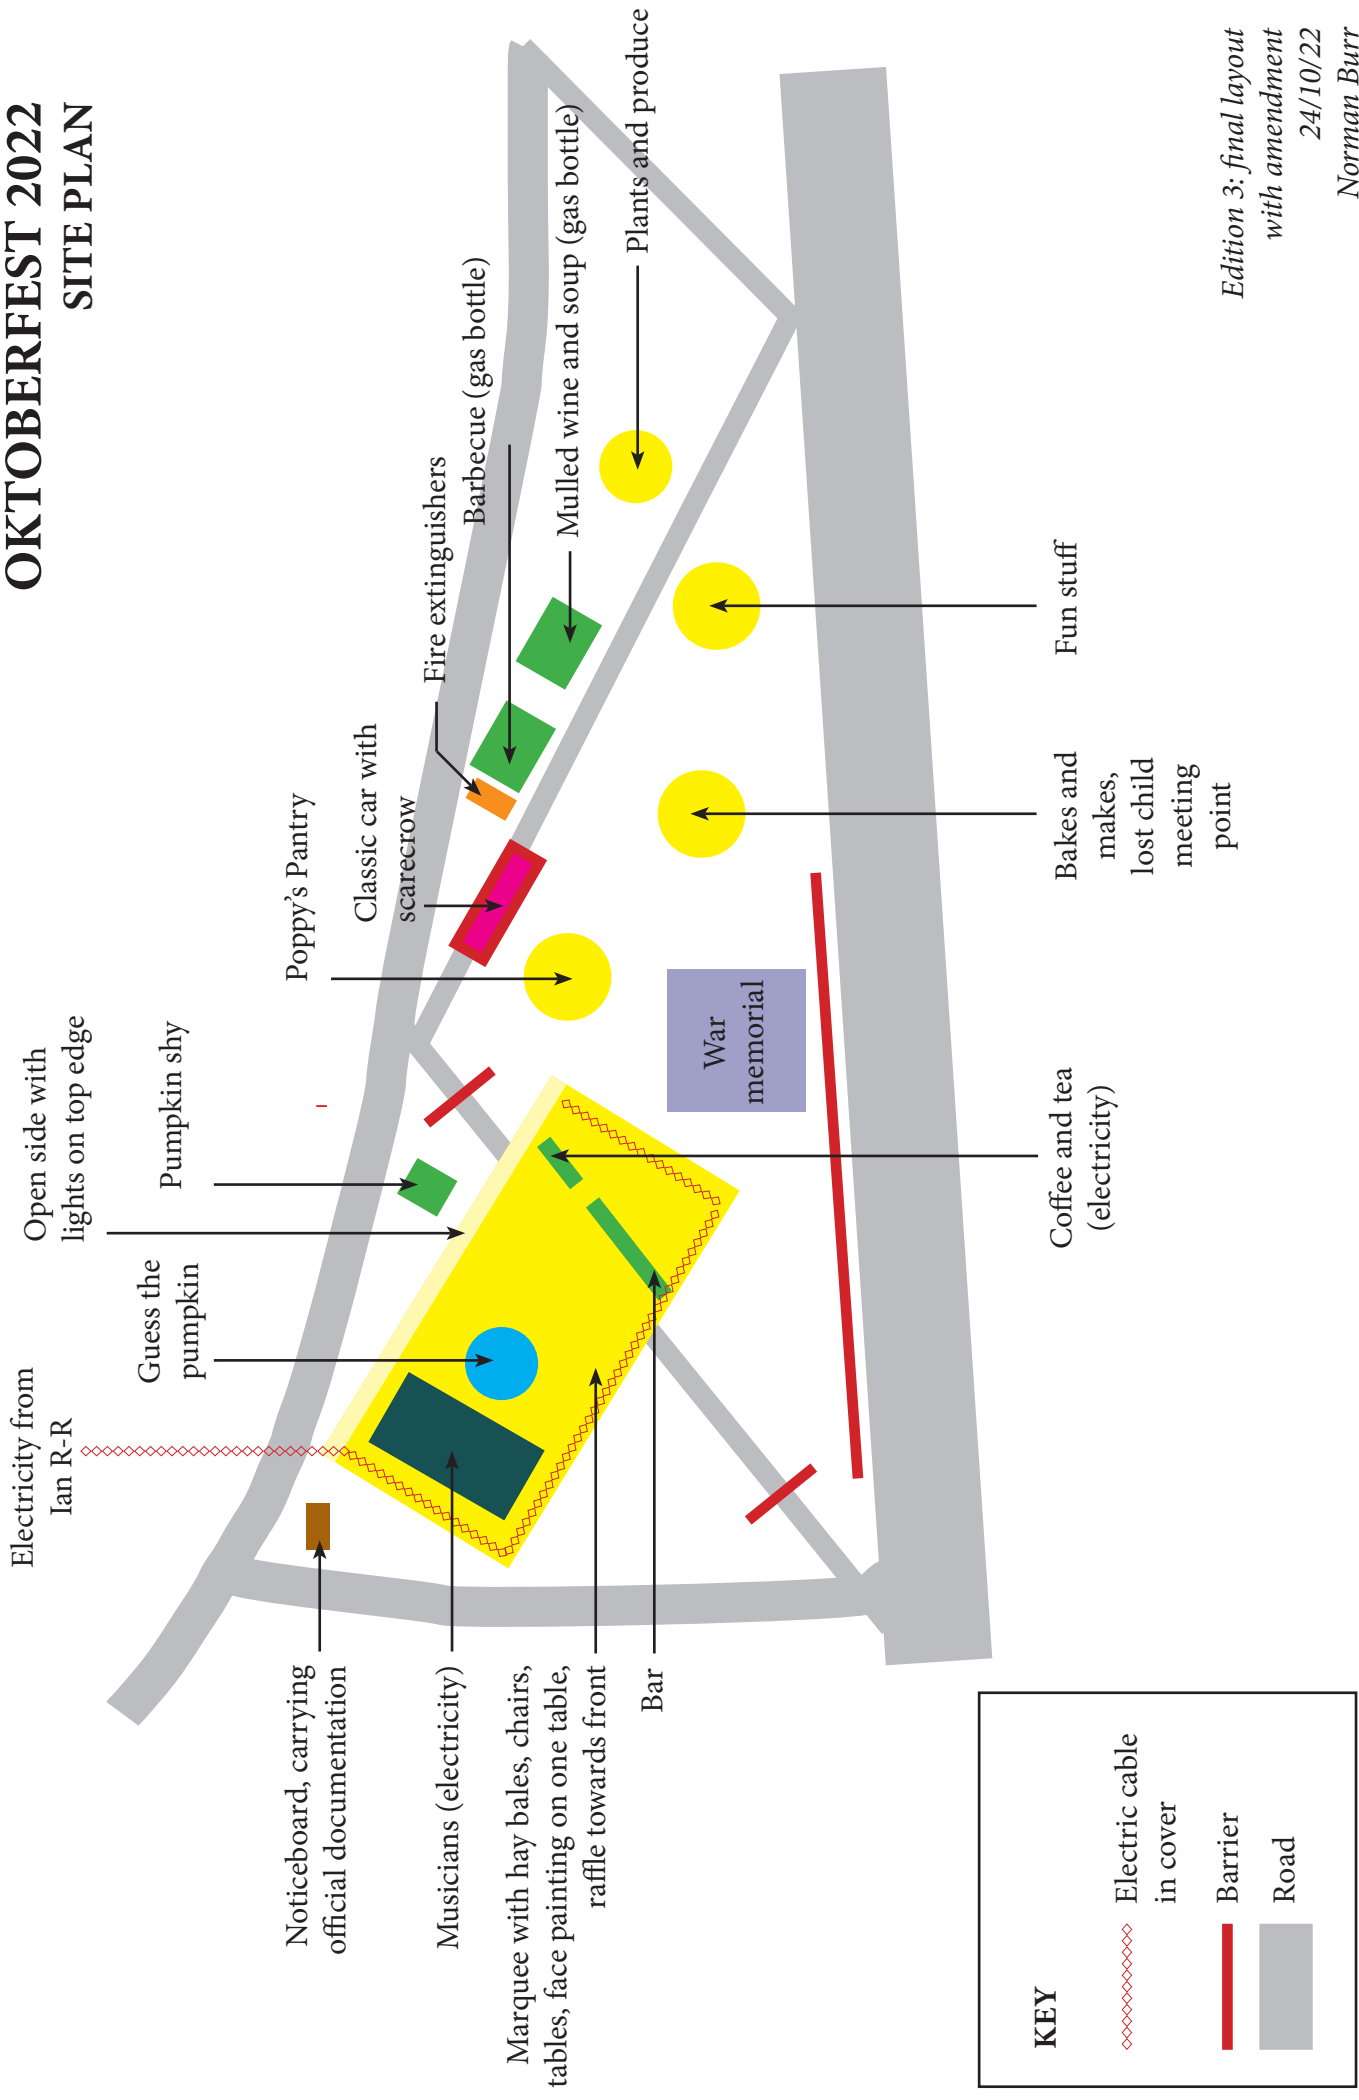 OKTOBERFEST 2022
SITE PLAN
Electricity from
Ian R-R
Guess the
pumpkin
Open side with
lights on top edge
Pumpkin shy
Poppy’s Pantry
Classic car with
scarecrow
Fire extinguishers
Barbecue (gas bottle)
Mulled wine and soup (gas bottle)
Plants and produce
Noticeboard, carrying
official documentation
Musicians (electricity)
Marquee with hay bales, chairs,
tables, face painting on one table,
raffle towards front
Bar
War
memorial
Coffee and tea
(electricity)
Bakes and
makes,
lost child
meeting
point
Fun stuff
KEY
Electric cable
in cover
Barrier
Road
Edition 3: final layout
with amendment
24/10/22
Norman Burr